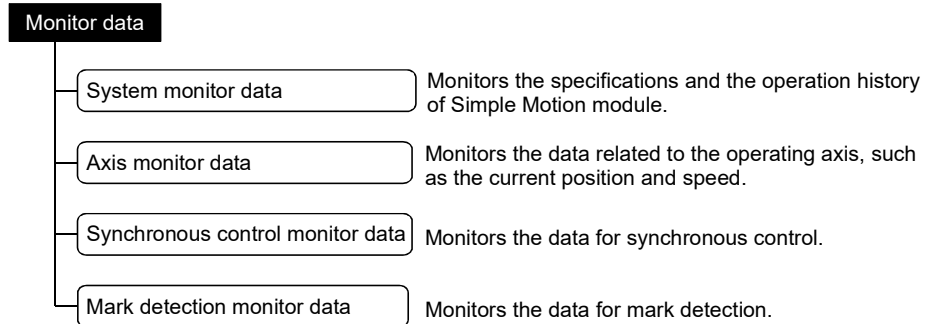 Monitor data
System monitor data
Monitors the specifications and the operation history
of Simple Motion module.
Axis monitor data
Monitors the data related to the operating axis, such
as the current position and speed.
Synchronous control monitor data
Monitors the data for synchronous control.
Mark detection monitor data
Monitors the data for mark detection.